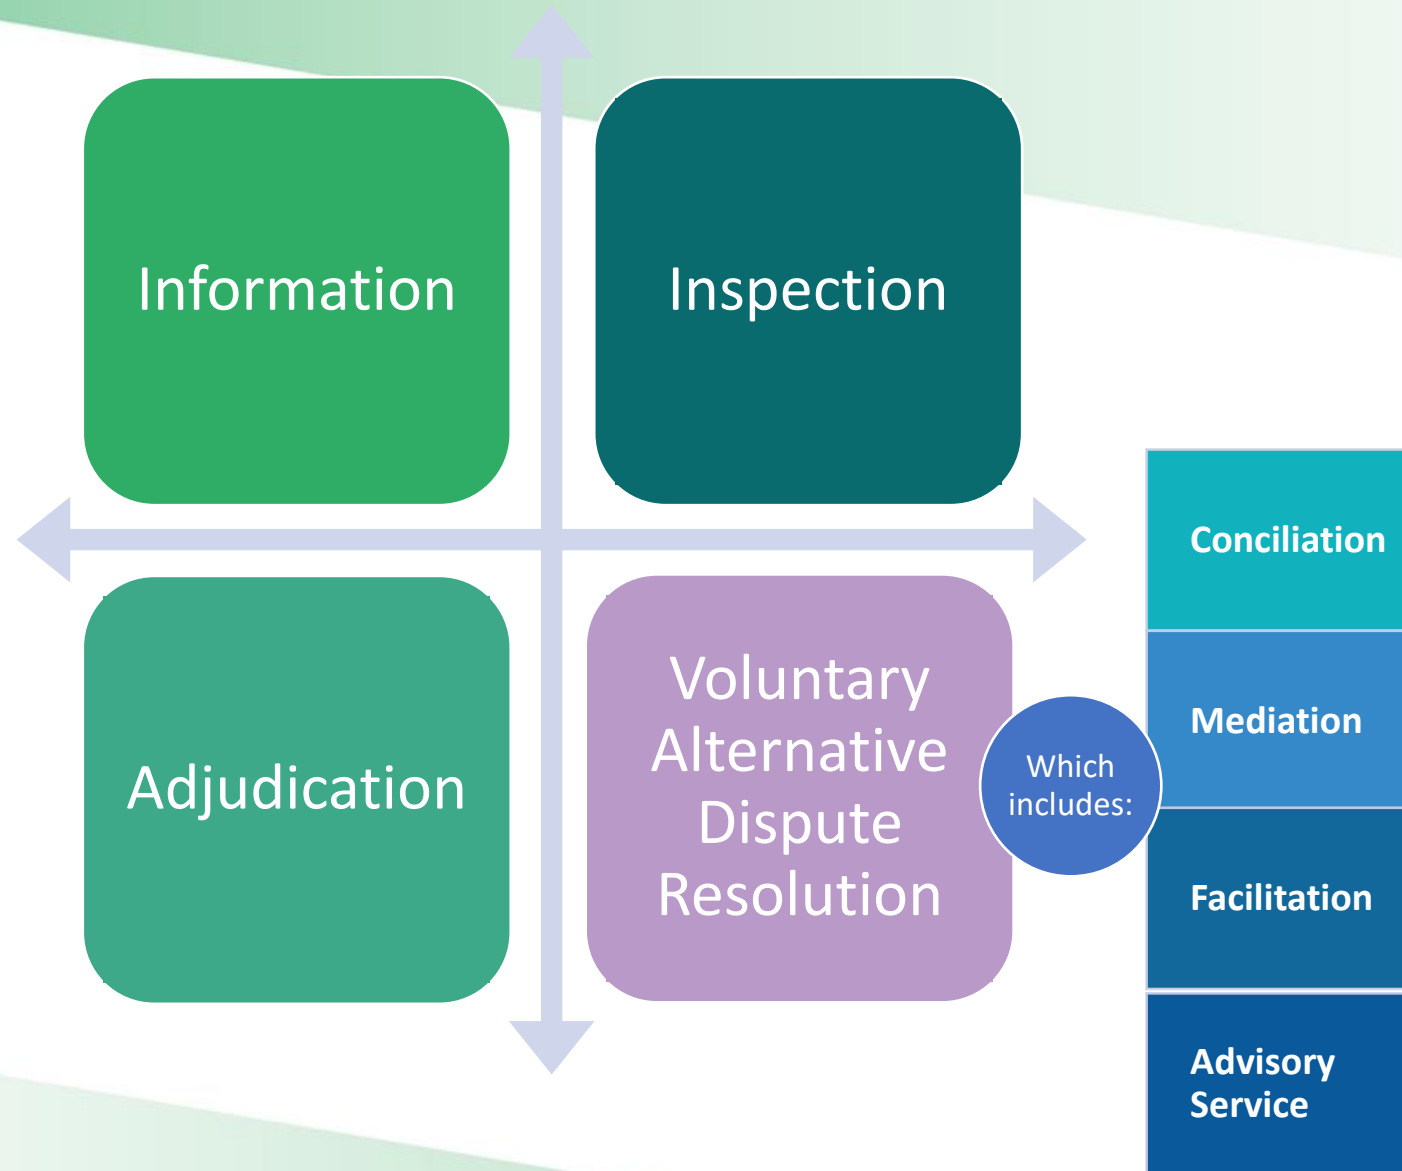 Information
Inspection
Adjudication
Voluntary
Alternative
Dispute
Resolution
Which
includes:
Conciliation
Mediation
Facilitation
Advisory
Service